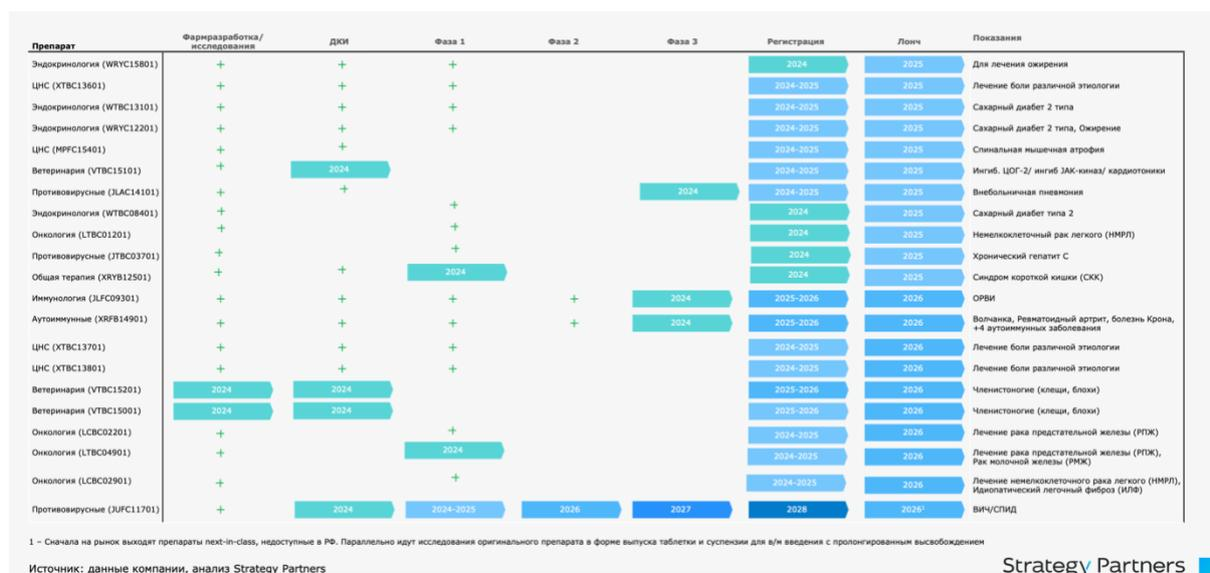 Препарат Фармразработка/ исследования ДКИ Фаза 1 Фаза 2 Фаза 3 Регистрация Лонч Показания
Эндокринология (WRYC15801) + + + 2024 2025 Для лечения ожирения
ЦНС (XTBC13601) + + + 2024-2025 2025 Лечение боли различной этиологии
Эндокринология (WTBC13101) + + + 2024-2025 2025 Сахарный диабет 2 типа
Эндокринология (WRYC12201) + + + 2024-2025 2025 Сахарный диабет 2 типа, Ожирение
ЦНС (MPFC15401) + + 2024-2025 2025 Спинальная мышечная атрофия
Ветеринария (VTBC15101) + 2024 2024-2025 2025 Ингиб. ЦОГ-2/ ингиб JAK-киназ/ кардиотоники
Противовирусные (JLAC14101) + + 2024 2024-2025 2025 Внебольничная пневмония
Эндокринология (WTBC08401) + + 2024 2025 Сахарный диабет типа 2
Онкология (LTBC01201) + + 2024 2025 Немелкоклеточный рак легкого (НМРЛ)
Противовирусные (JTBC03701) + + 2024 2025 Хронический гепатит С
Общая терапия (XRYB12501) + + 2024 2024 2025 Синдром короткой кишки (СКК)
Иммунология (JLFC09301) + + + + 2024 2025-2026 2026 ОРВИ
Аутоиммунные (XRFB14901) + + + + 2024 2025-2026 2026 Волчанка, Ревматоидный артрит, болезнь Крона,
+4 аутоиммунных заболевания
ЦНС (XTBC13701) + + + 2024-2025 2026 Лечение боли различной этиологии
ЦНС (XTBC13801) + + + 2024-2025 2026 Лечение боли различной этиологии
Ветеринария (VTBC15201) 2024 2024 2025-2026 2026 Членистоногие (клещи, блохи)
Ветеринария (VTBC15001) 2024 2024 2025-2026 2026 Членистоногие (клещи, блохи)
Онкология (LCBC02201) + + 2024-2025 2026 Лечение рака предстательной железы (РПЖ)
Онкология (LTBC04901) + 2024 2024-2025 2026 Лечение рака предстательной железы (РПЖ),
Рак молочной железы (РМЖ)
Онкология (LCBC02901) + + 2024-2025 2026 Лечение немелкоклеточного рака легкого (НМРЛ),
Идиопатический легочный фиброз (ИЛФ)
Противовирусные (JUFC11701) + 2024 2024-2025 2026 2027 2028 2026¹ ВИЧ/СПИД
1 – Сначала на рынок выходят препараты next-in-class, недоступные в РФ. Параллельно идут исследования оригинального препарата в форме выпуска таблетки и суспензии для в/м введения с пролонгированным высвобождением
Источник: данные компании, анализ Strategy Partners
Strategy Partners